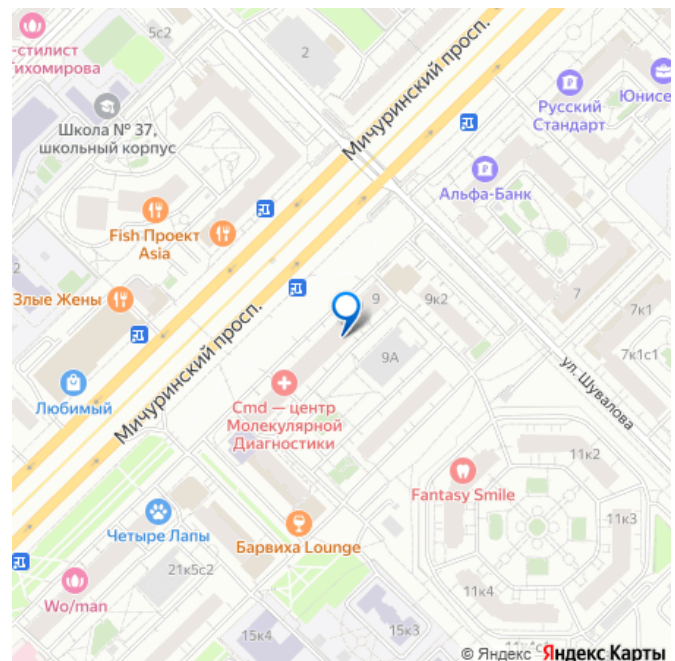 5с2
-стилист
ихомирова
2
Мичуринский просп.
Русский
Стандарт
Юнисе
Школа № 37,
школьный корпус
Альфа-Банк
Fish Проект
Asia
2
Злые Жены
9
9к2
7
7к1
7к1с1
9А
Мичуринский просп.
ул. Шувалова
Любимый
Cmd — центр
Молекулярной
Диагностики
11к2
Fantasy Smile
11к3
Четыре Лапы
Барвиха Lounge
21к5с2
Wo/man
11к4
15к4
15к3
© Яндекс Яндекс Карты